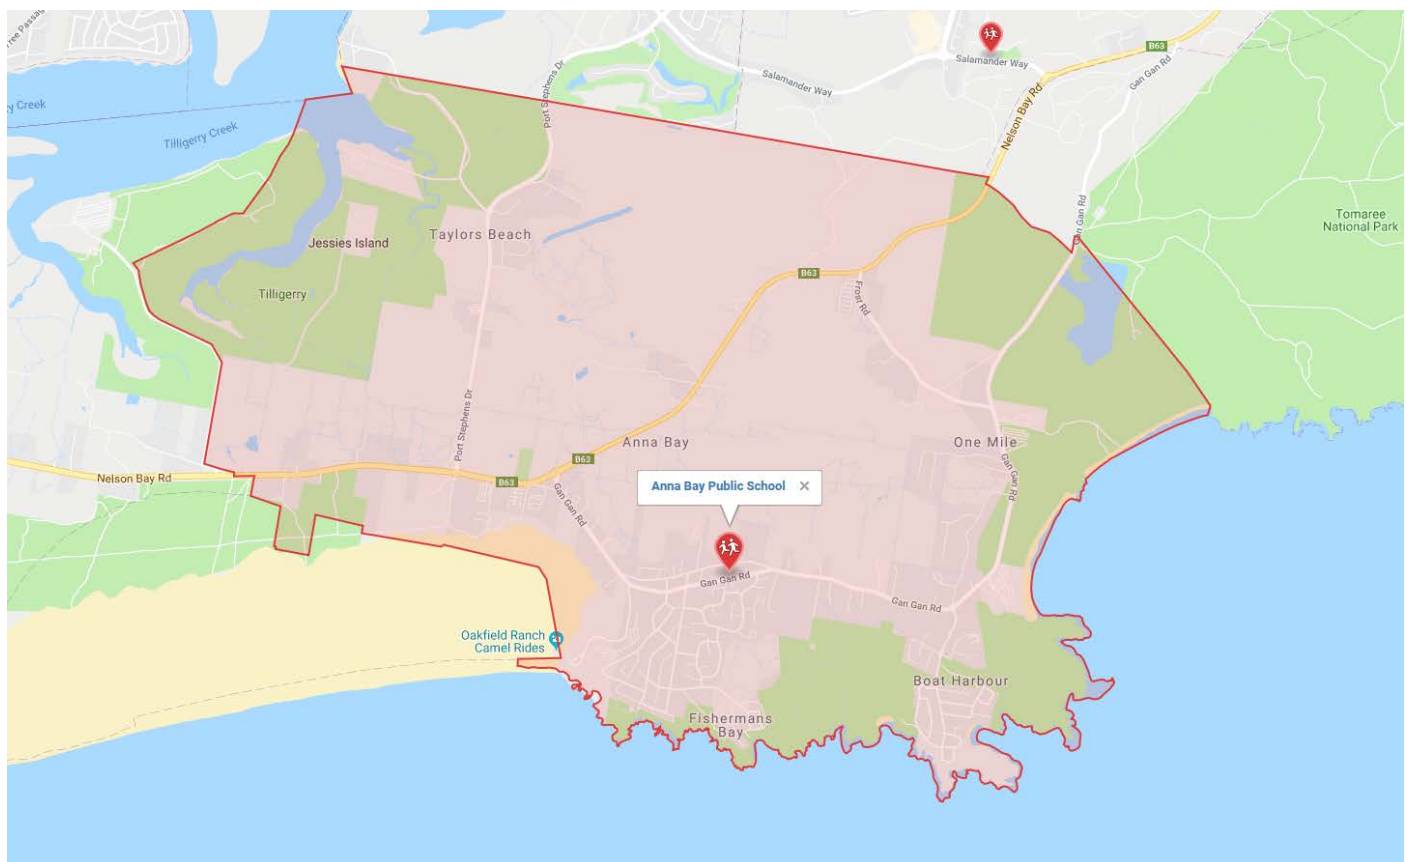 ree Passag
Salamander Way
B63
Gan Gan Rd
Salamander Way
Port Stephens Dr
Nelson Bay Rd
ry Creek
Tilligerry Creek
Tomaree
National Park
Gan Gan Rd
Taylors Beach
Jessies Island
B63
Tilligerry
Frost Rd
Port Stephens Dr
Anna Bay
One Mile
B63
Nelson Bay Rd
B63
Gan Gan Rd
Gan Gan Rd
Anna Bay Public School ×
Gan Gan Rd
Gan Gan Rd
Oakfield Ranch
Camel Rides
Boat Harbour
Fishermans
Bay